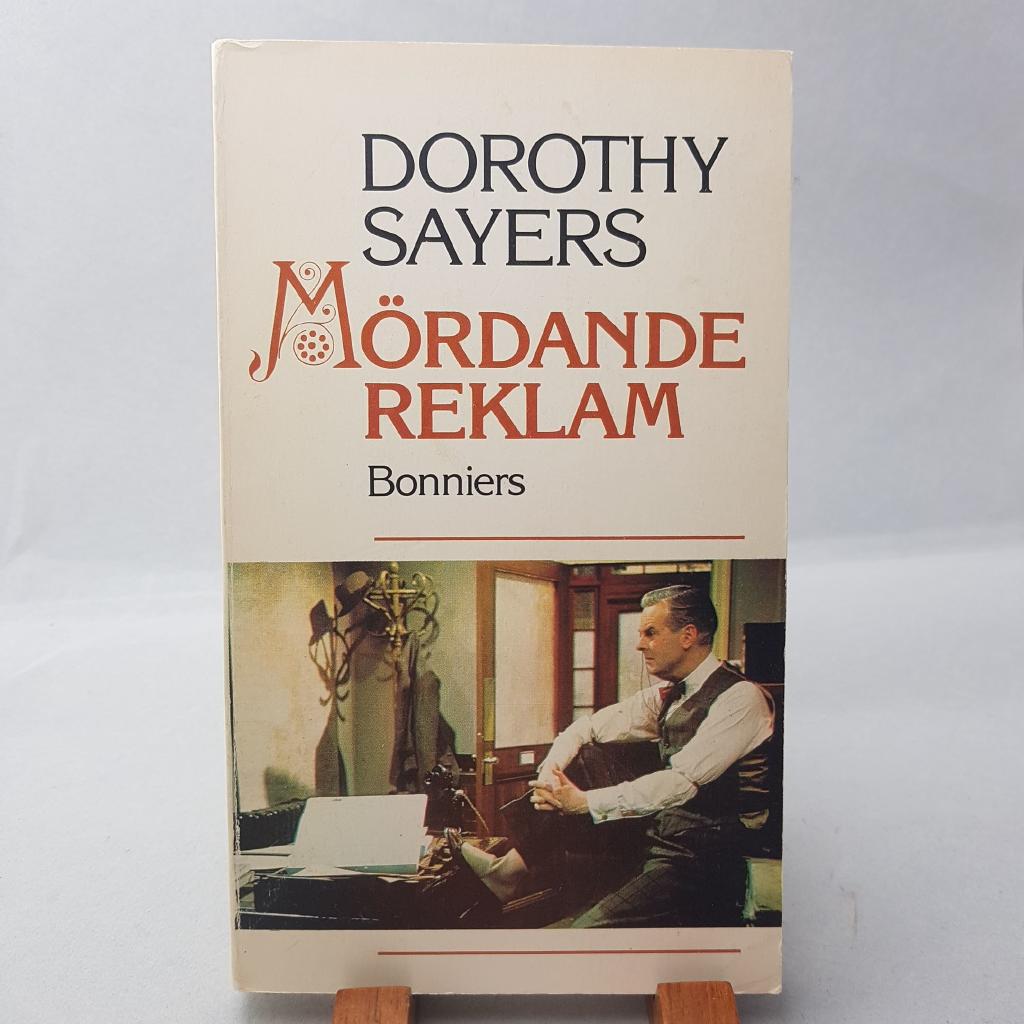 DOROTHY
SAYERS
MÖRDANDE
REKLAM
Bonniers